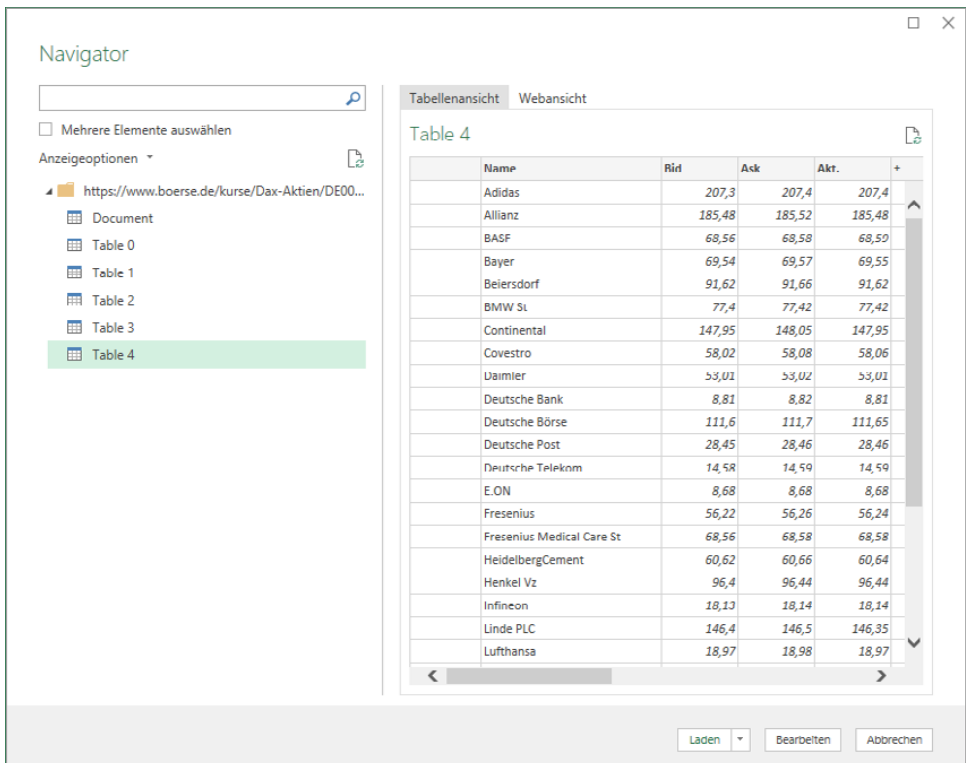 Navigator
Mehrere Elemente auswählen
Anzeigeoptionen
https://www.boerse.de/kurse/Dax-Aktien/DE00...
Document
Table 0
Table 1
Table 2
Table 3
Table 4
Tabellenansicht Webansicht
Table 4
Name Bid Ask Akt. +
Adidas 207,3 207,4 207,4
Allianz 185,48 185,52 185,48
BASF 68,56 68,58 68,59
Bayer 69,54 69,57 69,55
Beiersdorf 91,62 91,66 91,62
BMW St 77,4 77,42 77,42
Continental 147,95 148,05 147,95
Covestro 58,02 58,08 58,06
Daimler 53,01 53,02 53,01
Deutsche Bank 8,81 8,82 8,81
Deutsche Börse 111,6 111,7 111,65
Deutsche Post 28,45 28,46 28,46
Deutsche Telekom 14,58 14,59 14,59
E.ON 8,68 8,68 8,68
Fresenius 56,22 56,26 56,24
Fresenius Medical Care St 68,56 68,58 68,58
HeidelbergCement 60,62 60,66 60,64
Henkel Vz 96,4 96,44 96,44
Infineon 18,13 18,14 18,14
Linde PLC 146,4 146,5 146,35
Lufthansa 18,97 18,98 18,97
Laden Bearbeiten Abbrechen